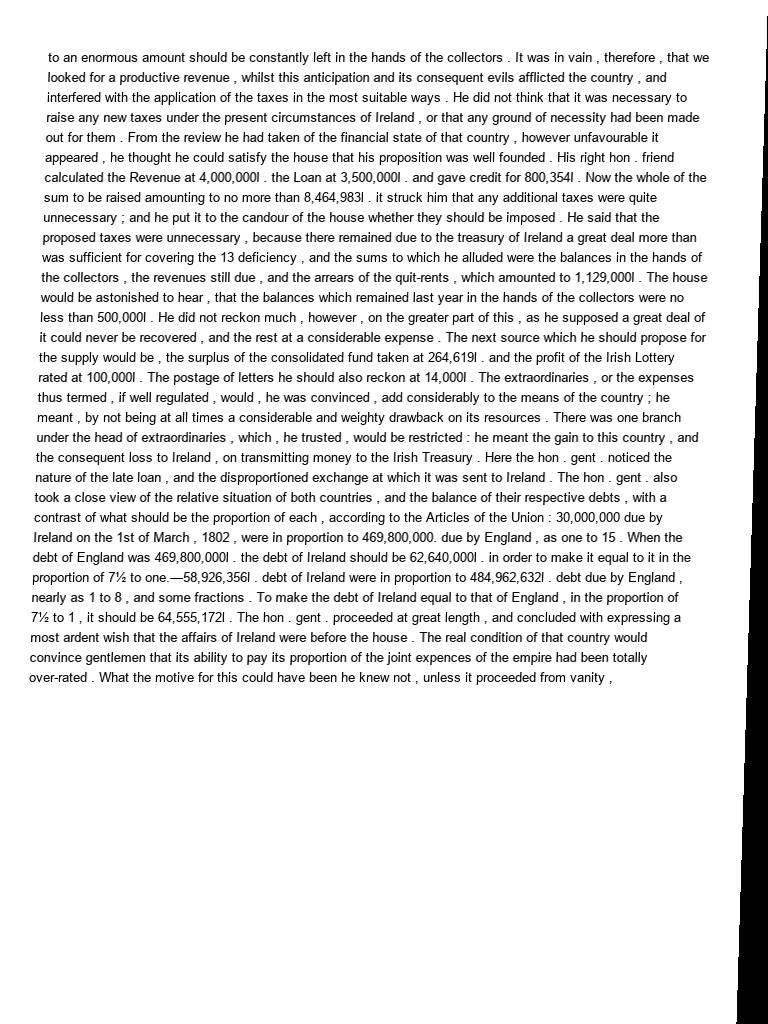 to an enormous amount should be constantly left in the hands of the collectors . It was in vain , therefore , that we
looked for a productive revenue , whilst this anticipation and its consequent evils afflicted the country , and
interfered with the application of the taxes in the most suitable ways . He did not think that it was necessary to
raise any new taxes under the present circumstances of Ireland , or that any ground of necessity had been made
out for them . From the review he had taken of the financial state of that country , however unfavourable it
appeared , he thought he could satisfy the house that his proposition was well founded . His right hon . friend
calculated the Revenue at 4,000,000l . the Loan at 3,500,000l . and gave credit for 800,354l . Now the whole of the
sum to be raised amounting to no more than 8,464,983l . it struck him that any additional taxes were quite
unnecessary ; and he put it to the candour of the house whether they should be imposed . He said that the
proposed taxes were unnecessary , because there remained due to the treasury of Ireland a great deal more than
was sufficient for covering the 13 deficiency , and the sums to which he alluded were the balances in the hands of
the collectors , the revenues still due , and the arrears of the quit-rents , which amounted to 1,129,000l . The house
would be astonished to hear , that the balances which remained last year in the hands of the collectors were no
less than 500,000l . He did not reckon much , however , on the greater part of this , as he supposed a great deal of
it could never be recovered , and the rest at a considerable expense . The next source which he should propose for
the supply would be , the surplus of the consolidated fund taken at 264,619l . and the profit of the Irish Lottery
rated at 100,000l . The postage of letters he should also reckon at 14,000l . The extraordinaries , or the expenses
thus termed , if well regulated , would , he was convinced , add considerably to the means of the country ; he
meant , by not being at all times a considerable and weighty drawback on its resources . There was one branch
under the head of extraordinaries , which , he trusted , would be restricted : he meant the gain to this country , and
the consequent loss to Ireland , on transmitting money to the Irish Treasury . Here the hon . gent . noticed the
nature of the late loan , and the disproportioned exchange at which it was sent to Ireland . The hon . gent . also
took a close view of the relative situation of both countries , and the balance of their respective debts , with a
contrast of what should be the proportion of each , according to the Articles of the Union : 30,000,000 due by
Ireland on the 1st of March , 1802 , were in proportion to 469,800,000. due by England , as one to 15 . When the
debt of England was 469,800,000l . the debt of Ireland should be 62,640,000l . in order to make it equal to it in the
proportion of 7½ to one.—58,926,356l . debt of Ireland were in proportion to 484,962,632l . debt due by England ,
nearly as 1 to 8 , and some fractions . To make the debt of Ireland equal to that of England , in the proportion of
7½ to 1 , it should be 64,555,172l . The hon . gent . proceeded at great length , and concluded with expressing a
most ardent wish that the affairs of Ireland were before the house . The real condition of that country would
convince gentlemen that its ability to pay its proportion of the joint expences of the empire had been totally
over-rated . What the motive for this could have been he knew not , unless it proceeded from vanity ,